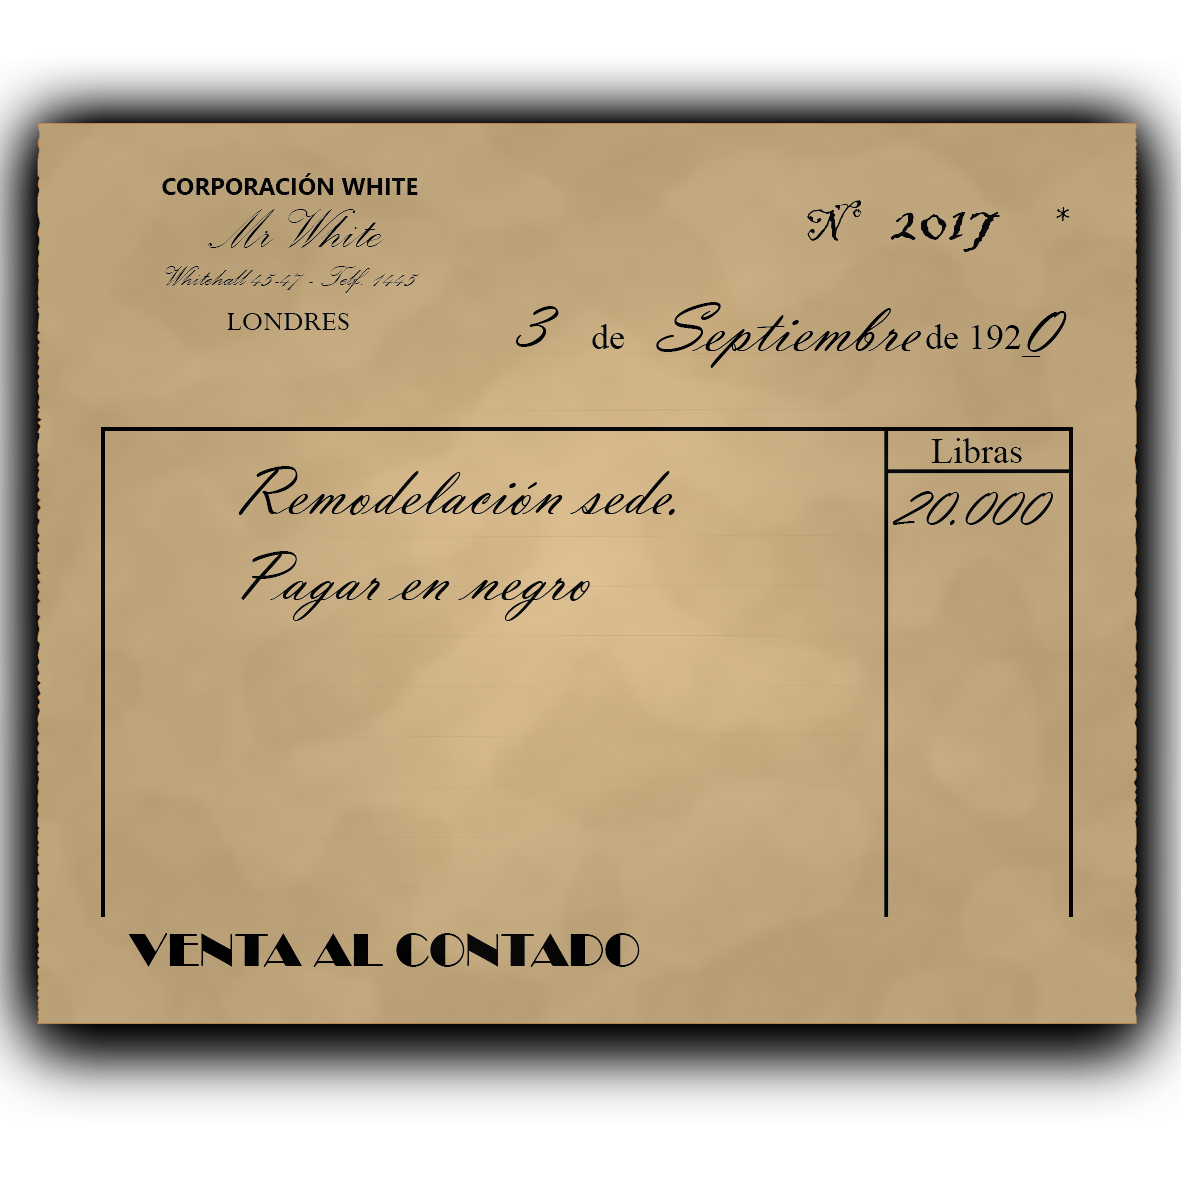 CORPORACIÓN WHITE
Mr White
Whitehall 45-47 - Telf. 1445
LONDRES
Nº 2017 *
3 de Septiembre de 1920
Libras
Remodelación sede. 20.000
Pagar en negro
VENTA AL CONTADO